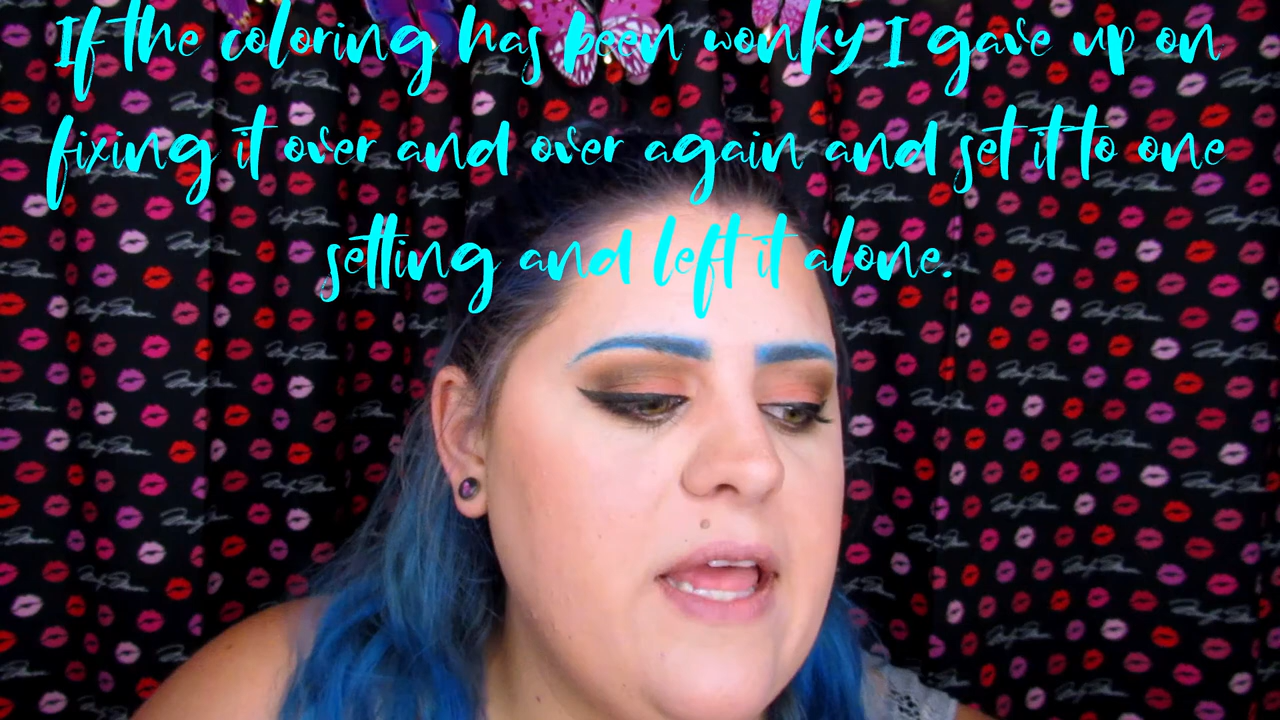 If the coloring has been wonky I gave up on
fixing it over and over again and set it to one
setting and left it alone.